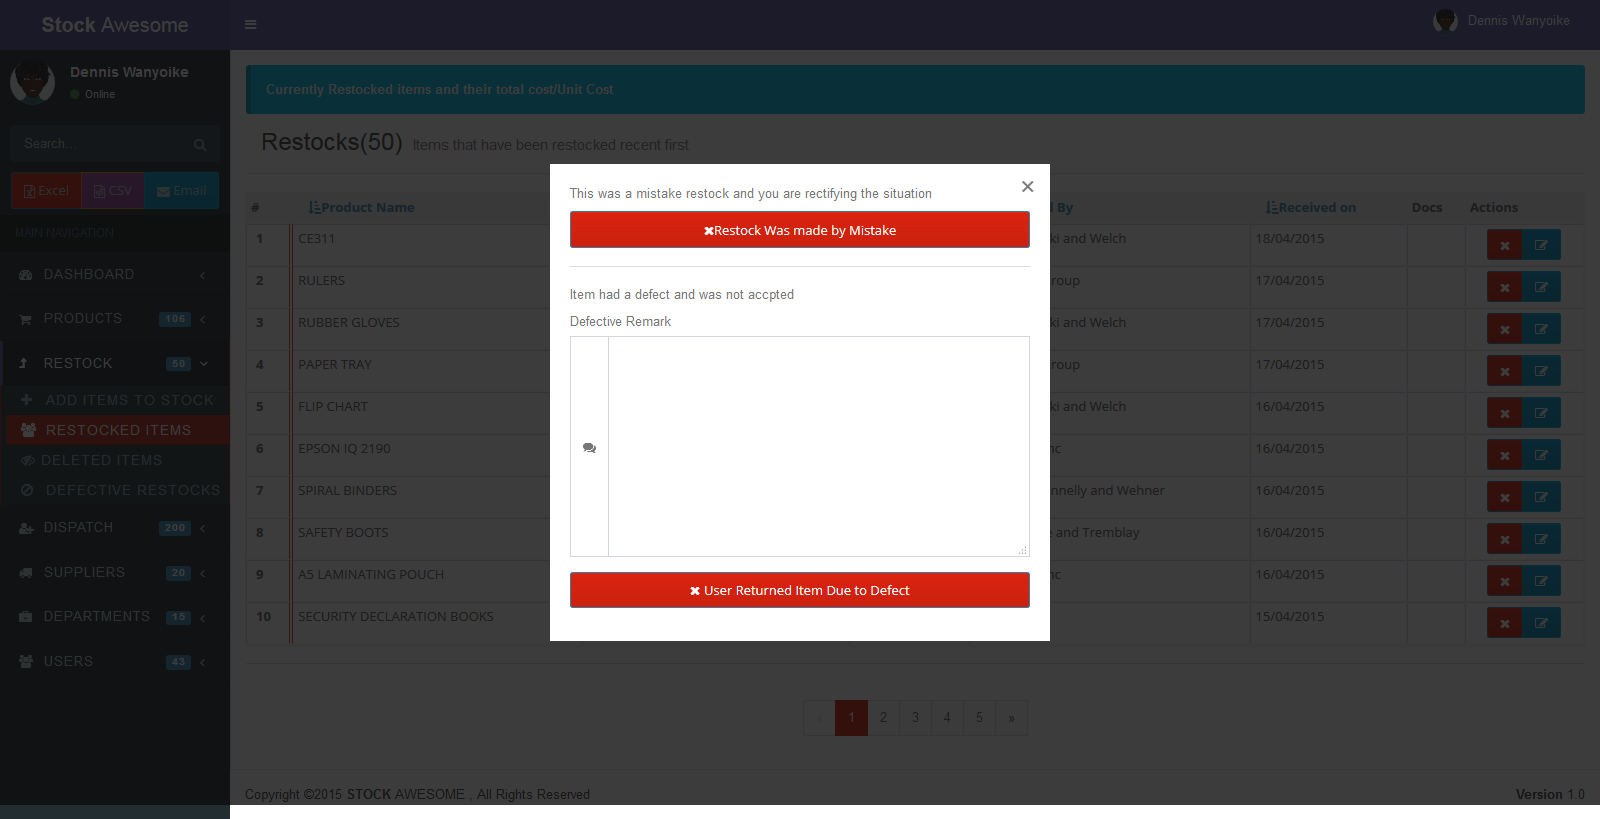 Stock Awesome
Dennis Wanyoike
Dennis Wanyoike
Online
Search...
Excel CSV Email
MAIN NAVIGATION
DASHBOARD
PRODUCTS 106
RESTOCK 50
ADD ITEMS TO STOCK
RESTOCKED ITEMS
DELETED ITEMS
DEFECTIVE RESTOCKS
DISPATCH 200
SUPPLIERS 20
DEPARTMENTS 15
USERS 43
Currently Restocked items and their total cost/Unit Cost
Restocks(50) Items that have been restocked recent first
# Product Name By Received on Docs Actions
1 CE311 ki and Welch 18/04/2015
2 RULERS roup 17/04/2015
3 RUBBER GLOVES ki and Welch 17/04/2015
4 PAPER TRAY roup 17/04/2015
5 FLIP CHART ki and Welch 16/04/2015
6 EPSON IQ 2190 nc 16/04/2015
7 SPIRAL BINDERS nnelly and Wehner 16/04/2015
8 SAFETY BOOTS e and Tremblay 16/04/2015
9 A5 LAMINATING POUCH nc 16/04/2015
10 SECURITY DECLARATION BOOKS 15/04/2015
This was a mistake restock and you are rectifying the situation
Restock Was made by Mistake
Item had a defect and was not accpted
Defective Remark
User Returned Item Due to Defect
« 1 2 3 4 5 »
Copyright ©2015 STOCK AWESOME , All Rights Reserved
Version 1.0